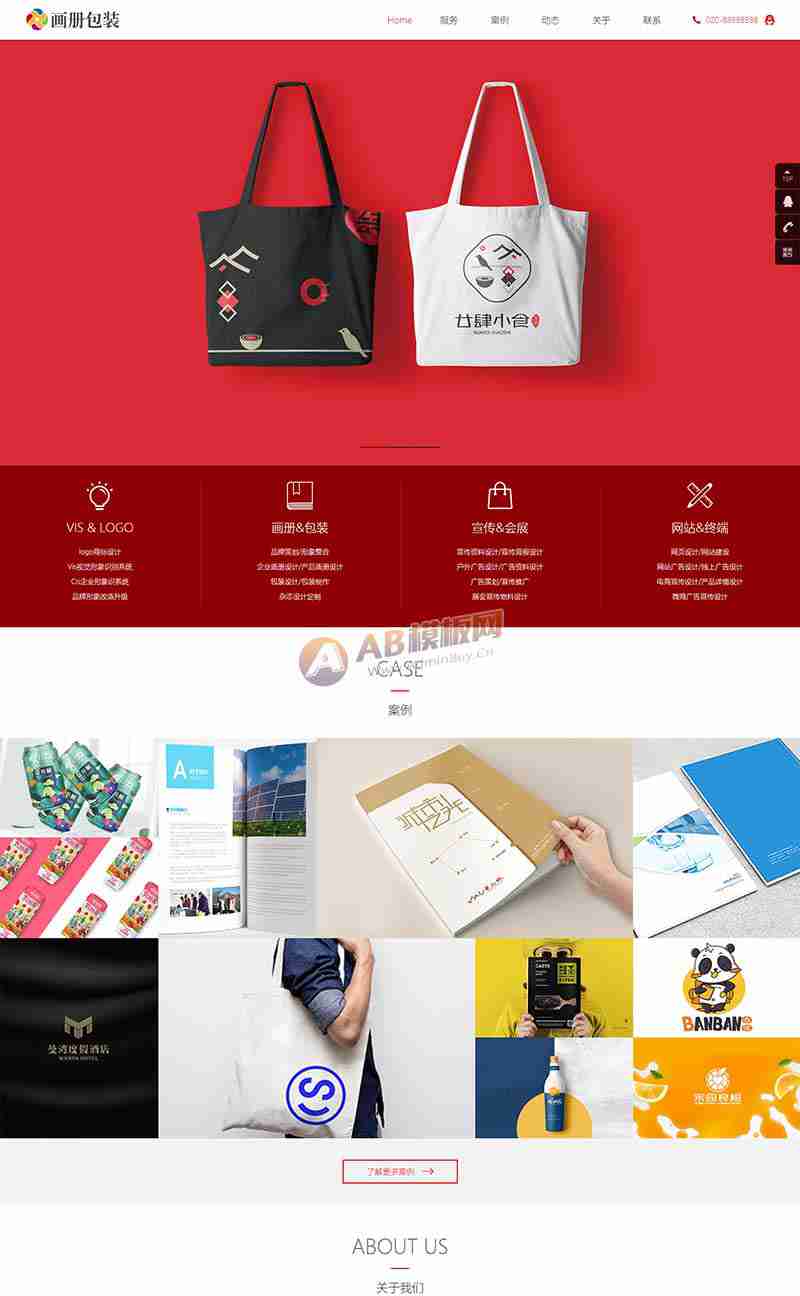 画册包装
Home 服务 案例 动态 关于 联系
TOP
廿肆小食
VIS & LOGO
logo商标设计
Vis视觉形象识别系统
Cis企业形象识系统
品牌形象改造升级
画册&包装
品牌策划/形象整合
企业画册设计/产品画册设计
包装设计/包装制作
杂志设计定制
宣传&会展
宣传资料设计/宣传海报设计
户外广告设计/广告资料设计
广告策划/宣传推广
展会宣传物料设计
网站&终端
网页设计/网站建设
网站广告设计/线上广告设计
电商宣传设计/产品详情设计
微商广告宣传设计
AB模板网
CASE
案例
A
曼湾度假酒店
BANBAN
了解更多案例
ABOUT US
关于我们